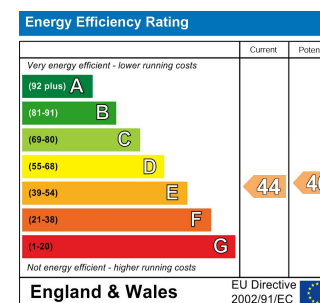 Energy Efficiency Rating
Current
Very energy efficient - lower running costs
(92 plus) A
(81-91) B
(69-80) C
(55-68) D
(39-54) E
44
(21-38) F
(1-20) G
Not energy efficient - higher running costs
England & Wales
EU Directive
2002/91/EC